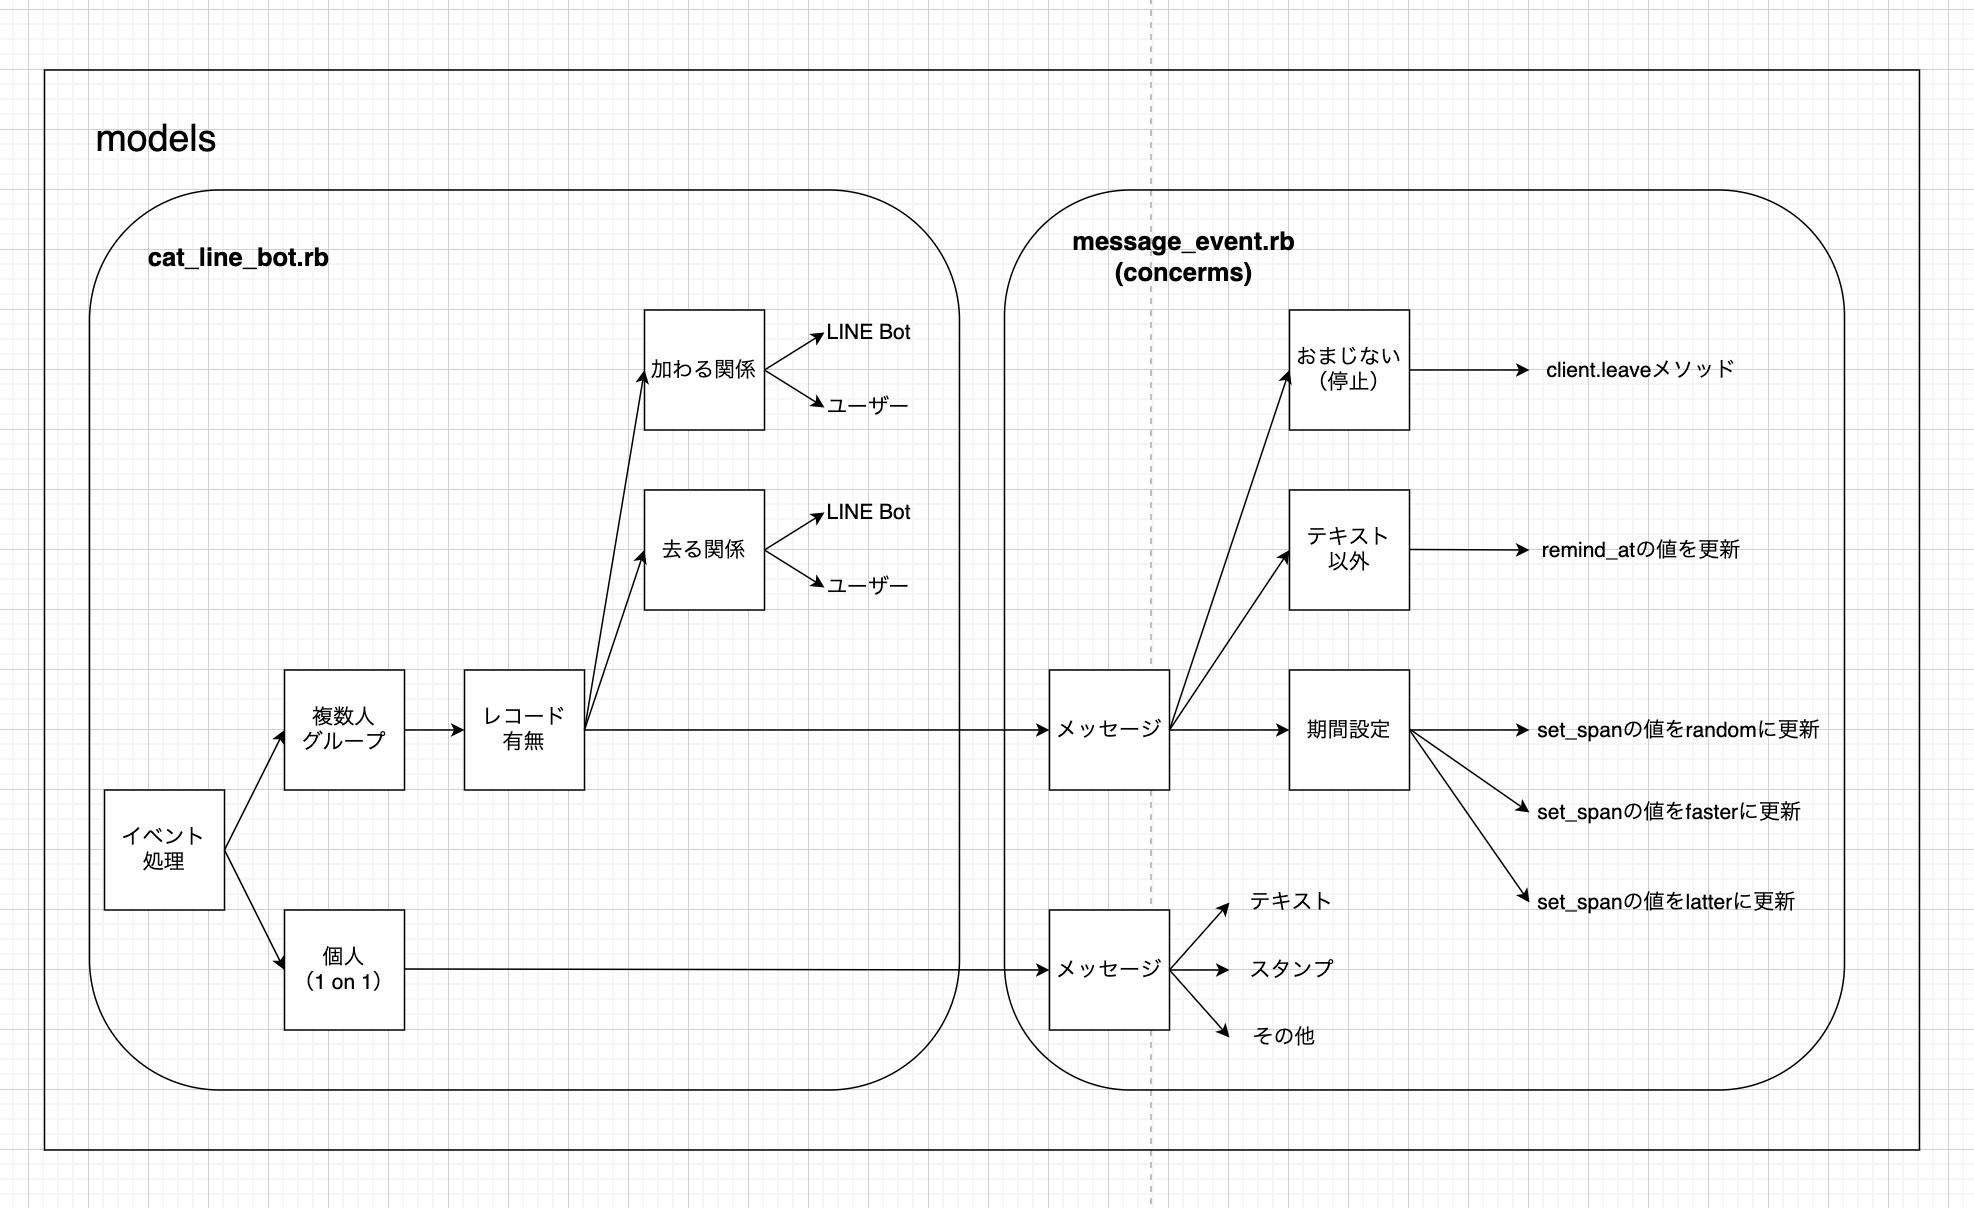 models
cat_line_bot.rb
加わる関係
LINE Bot
ユーザー
去る関係
LINE Bot
ユーザー
複数人
グループ
レコード
有無
イベント
処理
個人
（1 on 1）
message_event.rb
(concerms)
おまじない
（停止）
client.leaveメソッド
テキスト
以外
remind_atの値を更新
メッセージ
期間設定
set_spanの値をrandomに更新
set_spanの値をfasterに更新
set_spanの値をlatterに更新
メッセージ
テキスト
スタンプ
その他